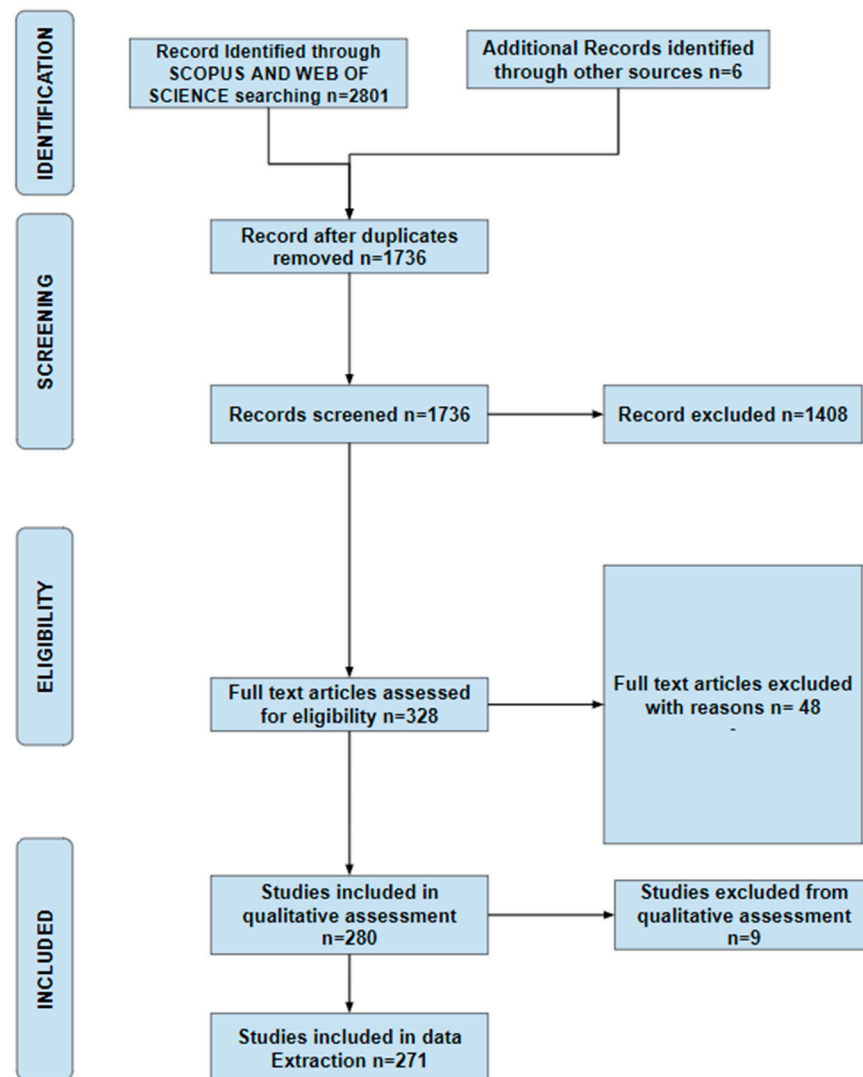 IDENTIFICATION
Record Identified through
SCOPUS AND WEB OF
SCIENCE searching n=2801
Additional Records identified
through other sources n=6
SCREENING
Record after duplicates
removed n=1736
Records screened n=1736
Record excluded n=1408
ELIGIBILITY
Full text articles assessed
for eligibility n=328
Full text articles excluded
with reasons n= 48
-
INCLUDED
Studies included in
qualitative assessment
n=280
Studies excluded from
qualitative assessment
n=9
Studies included in data
Extraction n=271